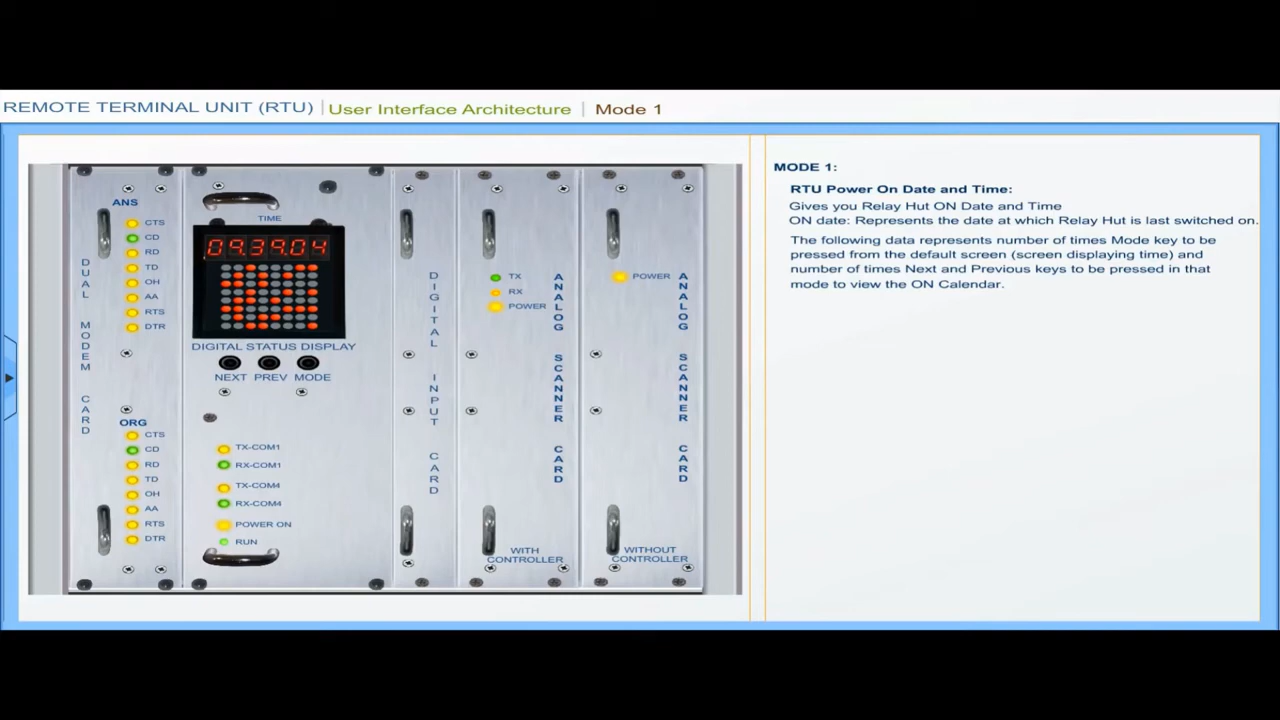 REMOTE TERMINAL UNIT (RTU) | User Interface Architecture | Mode 1
ANS
CTS
CD
RD
TD
OH
AA
RTS
DTR
DUAL MODEM CARD
ORG
CTS
CD
RD
TD
OH
AA
RTS
DTR
TIME
09.39.04
DIGITAL STATUS DISPLAY
NEXT PREV MODE
TX-COM1
RX-COM1
TX-COM4
RX-COM4
POWER ON
RUN
DIGITAL INPUT CARD
TX
RX
POWER
ANALOG SCANNER CARD
WITH
CONTROLLER
POWER
ANALOG SCANNER CARD
WITHOUT
CONTROLLER
MODE 1:
RTU Power On Date and Time:
Gives you Relay Hut ON Date and Time
ON date: Represents the date at which Relay Hut is last switched on.
The following data represents number of times Mode key to be
pressed from the default screen (screen displaying time) and
number of times Next and Previous keys to be pressed in that
mode to view the ON Calendar.